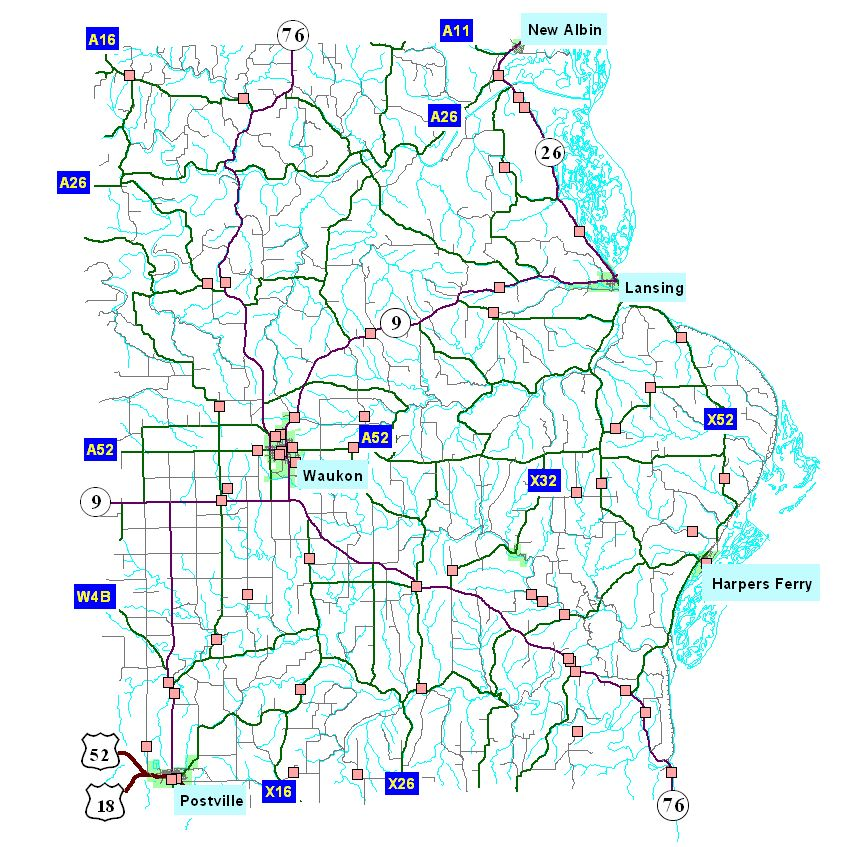 76
A11
New Albin
A16
A26
26
A26
Lansing
9
X52
A52
A52
Waukon
X32
9
Harpers Ferry
W4B
52
X26
X16
Postville
18
76